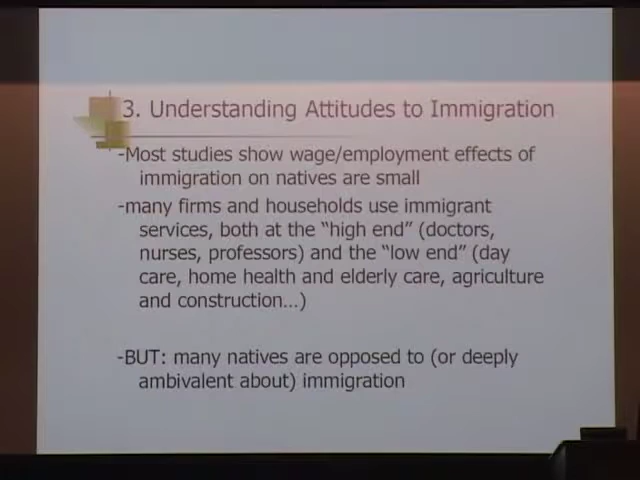 3. Understanding Attitudes to Immigration
-Most studies show wage/employment effects of
immigration on natives are small
-many firms and households use immigrant
services, both at the “high end” (doctors,
nurses, professors) and the “low end” (day
care, home health and elderly care, agriculture
and construction…)
-BUT: many natives are opposed to (or deeply
ambivalent about) immigration